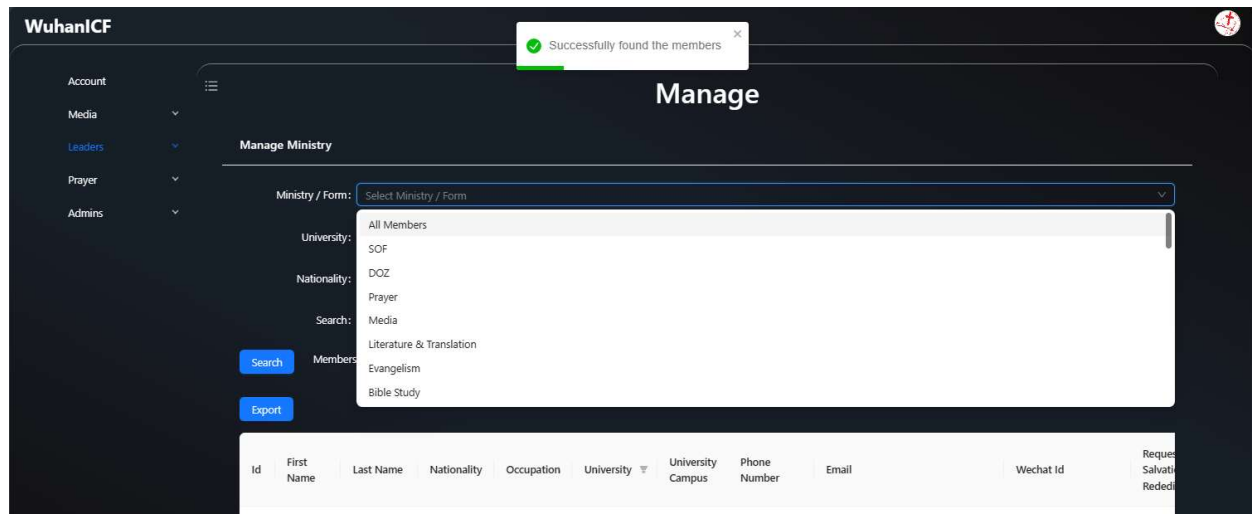 WuhanICF
Successfully found the members
Account
Manage
Media
Leaders
Manage Ministry
Prayer
Ministry / Form: Select Ministry / Form
Admins
All Members
University:
SOF
Nationality:
DOZ
Prayer
Search:
Media
Literature & Translation
Search Members
Evangelism
Bible Study
Export
Id First Name Last Name Nationality Occupation University University Campus Phone Number Email Wechat Id